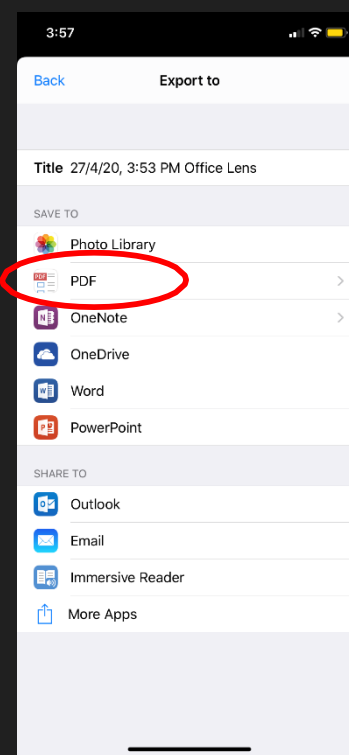 3:57
Back Export to
Title 27/4/20, 3:53 PM Office Lens
SAVE TO
Photo Library
PDF PDF
N OneNote
OneDrive
W Word
P PowerPoint
SHARE TO
O Outlook
Email
Immersive Reader
More Apps